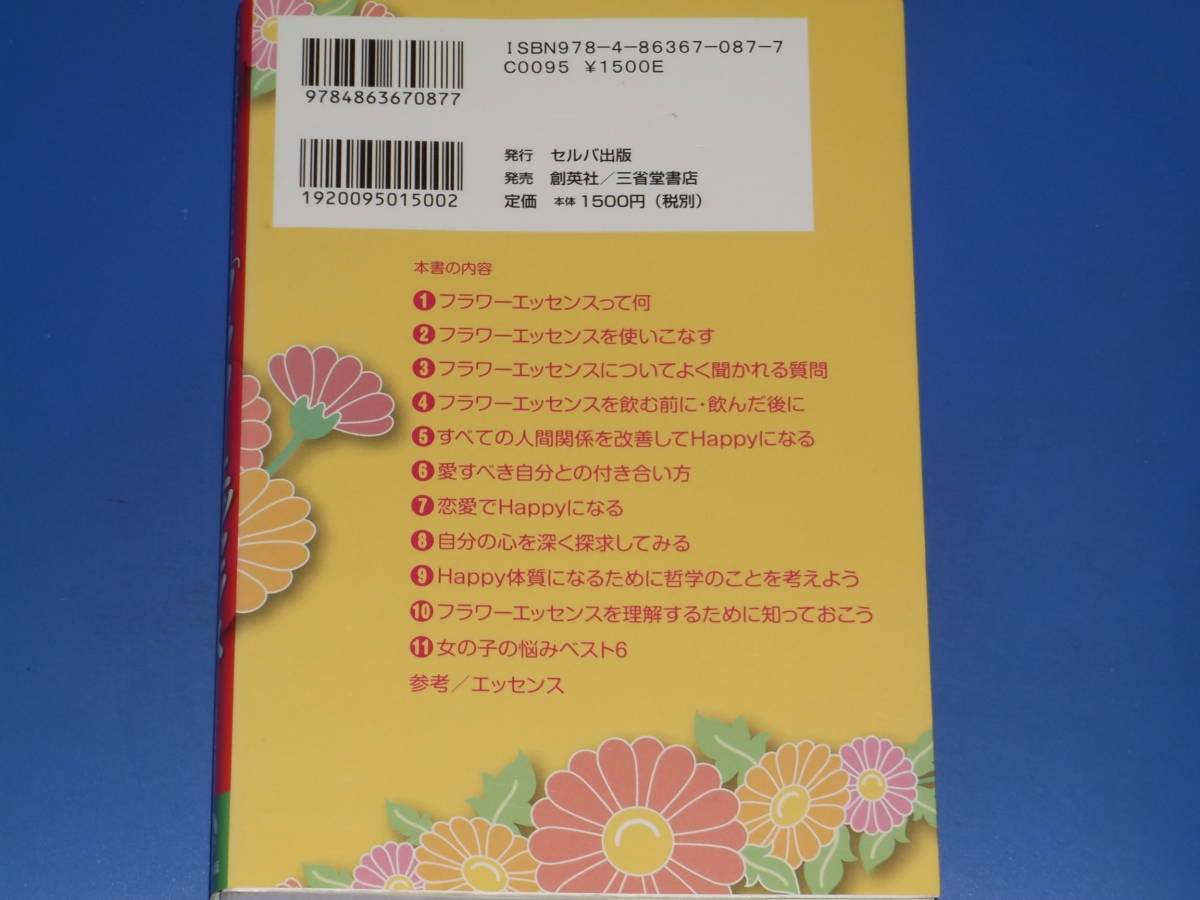 ISBN978-4-86367-087-7
C0095 ¥1500E
9784863670877
1920095015002
発行 セルバ出版
発売 創英社/三省堂書店
定価 本体1500円(税別)
本書の内容
❶フラワーエッセンスって何
❷フラワーエッセンスを使いこなす
❸フラワーエッセンスについてよく聞かれる質問
❹フラワーエッセンスを飲む前に・飲んだ後に
❺すべての人間関係を改善してHappyになる
❻愛すべき自分との付き合い方
❼恋愛でHappyになる
❽自分の心を深く探求してみる
❾Happy体質になるために哲学のことを考えよう
❿フラワーエッセンスを理解するために知っておこう
⓫女の子の悩みベスト6
参考/エッセンス